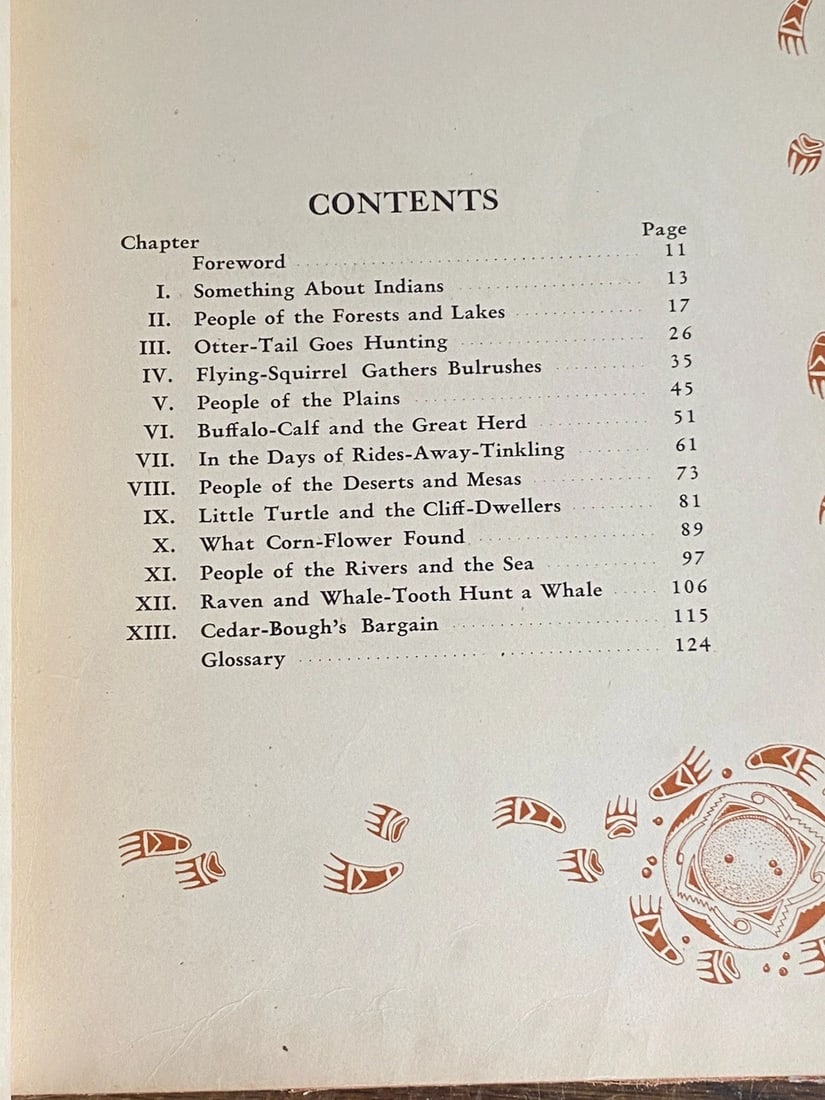 CONTENTS
Chapter Page
Foreword 11
I. Something About Indians 13
II. People of the Forests and Lakes 17
III. Otter-Tail Goes Hunting 26
IV. Flying-Squirrel Gathers Bulrushes 35
V. People of the Plains 45
VI. Buffalo-Calf and the Great Herd 51
VII. In the Days of Rides-Away-Tinkling 61
VIII. People of the Deserts and Mesas 73
IX. Little Turtle and the Cliff-Dwellers 81
X. What Corn-Flower Found 89
XI. People of the Rivers and the Sea 97
XII. Raven and Whale-Tooth Hunt a Whale 106
XIII. Cedar-Bough's Bargain 115
Glossary 124